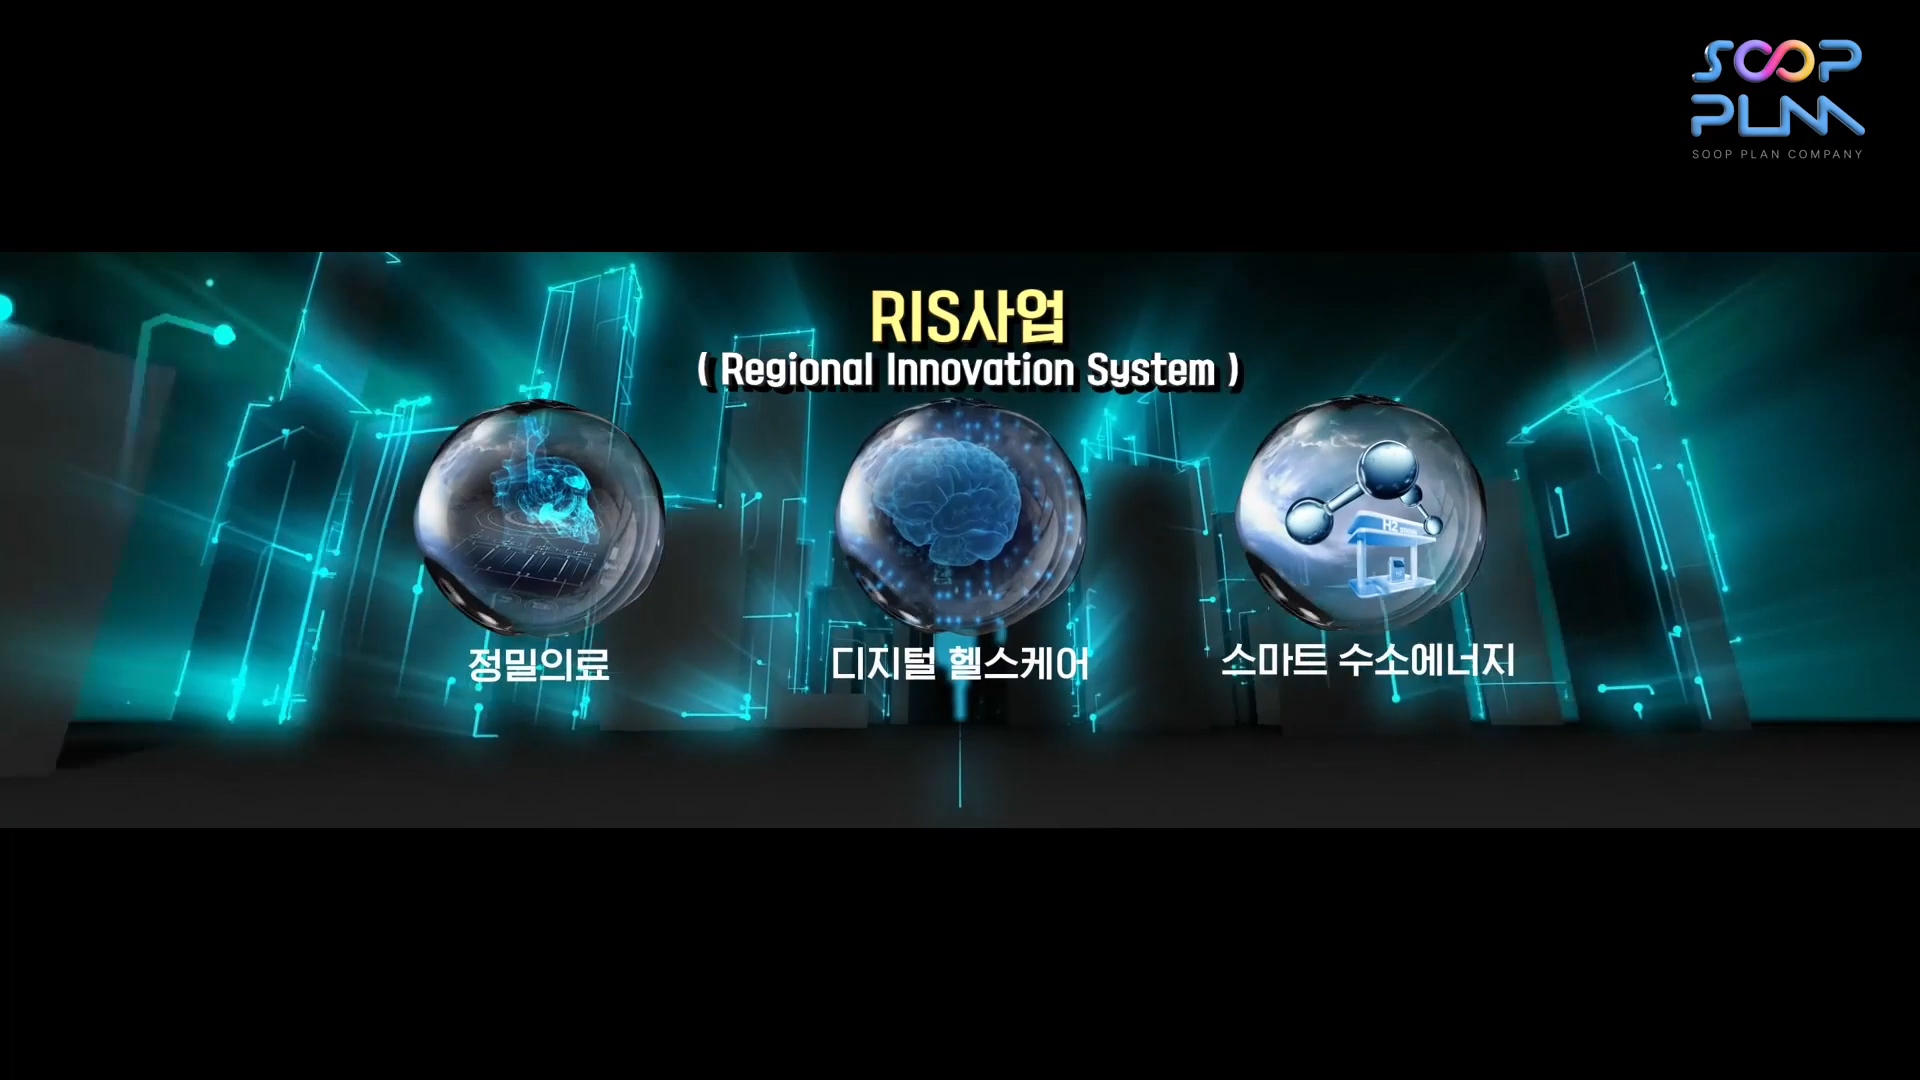 SOOP
PLAN
SOOP PLAN COMPANY
RIS사업
( Regional Innovation System )
H2
정밀의료
디지털 헬스케어
스마트 수소에너지